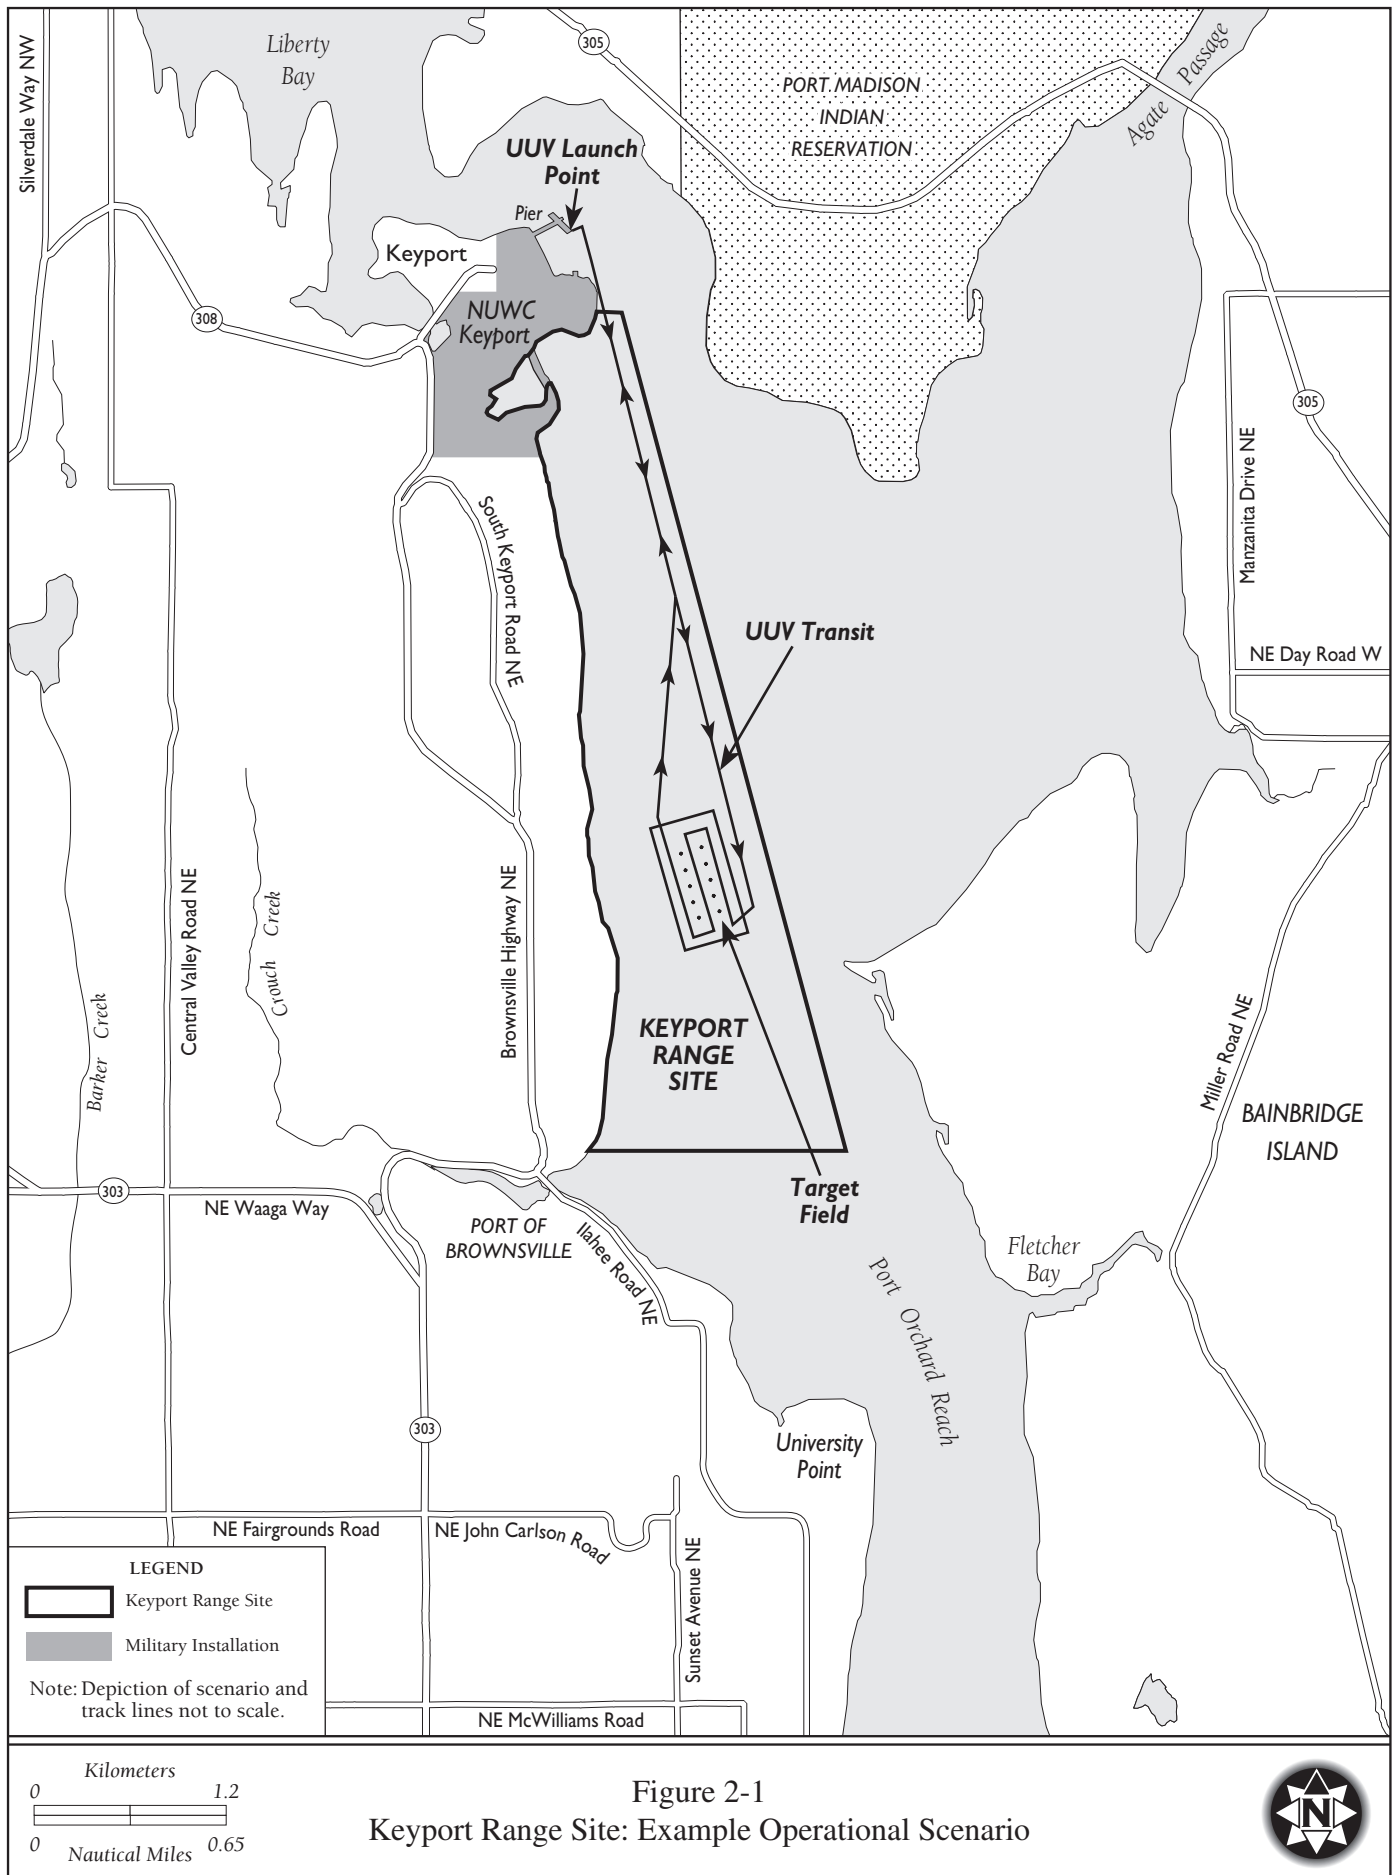 Silverdale Way NW
Liberty
Bay
305
PORT MADISON
INDIAN
RESERVATION
Agate Passage
UUV Launch
Point
Pier
Keyport
NUWC
Keyport
308
305
Manzanita Drive NE
South Keyport Road NE
UUV Transit
NE Day Road W
Central Valley Road NE
Crouch Creek
Brownsville Highway NE
Barker Creek
KEYPORT
RANGE
SITE
Miller Road NE
BAINBRIDGE
ISLAND
303
NE Waaga Way
Target
Field
PORT OF
BROWNSVILLE
Ilahee Road NE
Fletcher
Bay
Port Orchard Reach
303
University
Point
NE Fairgrounds Road
NE John Carlson Road
Sunset Avenue NE
LEGEND
Keyport Range Site
Military Installation
Note: Depiction of scenario and
track lines not to scale.
NE McWilliams Road
Kilometers
0 1.2
0 0.65
Nautical Miles
Figure 2-1
Keyport Range Site: Example Operational Scenario
N